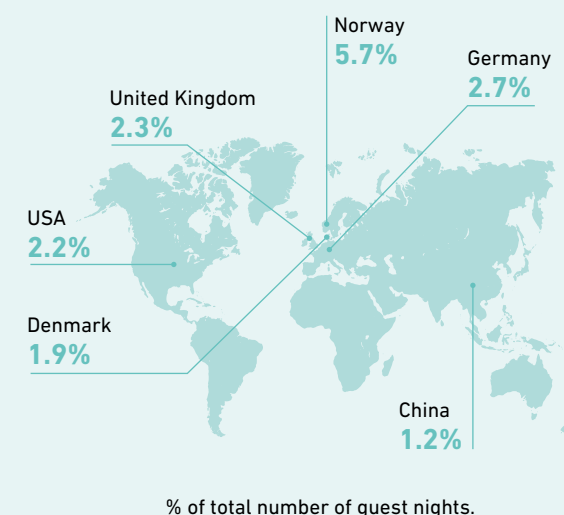 Norway
5.7%
Germany
2.7%
United Kingdom
2.3%
USA
2.2%
Denmark
1.9%
China
1.2%
% of total number of guest nights.